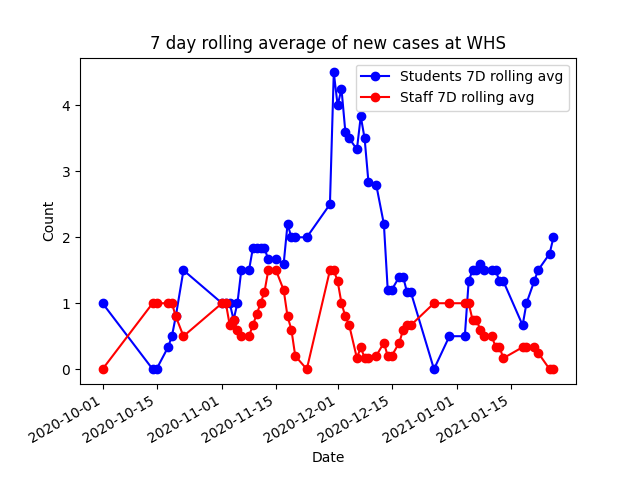 7 day rolling average of new cases at WHS
Students 7D rolling avg
Staff 7D rolling avg
Count
4
3
2
1
0
2020-10-01
2020-10-15
2020-11-01
2020-11-15
2020-12-01
2020-12-15
2021-01-01
2021-01-15
Date